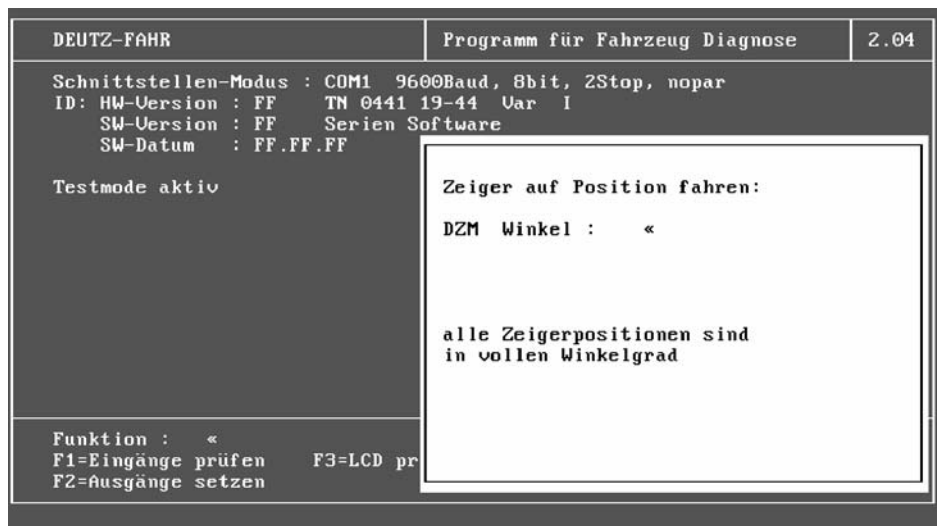 DEUTZ-FAHR
Programm für Fahrzeug Diagnose
2.04
Schnittstellen-Modus : COM1 9600Baud, 8bit, 2Stop, nopar
ID: HW-Version : FF TN 0441 19-44 Var I
SW-Version : FF Serien Software
SW-Datum : FF.FF.FF
Testmode aktiv
Zeiger auf Position fahren:
DZM Winkel : «
alle Zeigerpositionen sind
in vollen Winkelgrad
Funktion : «
F1=Eingänge prüfen F3=LCD pr
F2=Ausgänge setzen